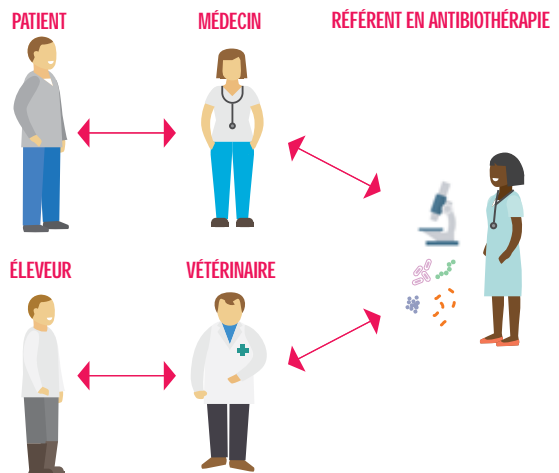 PATIENT
MÉDECIN
RÉFÉRENT EN ANTIBIOTHÉRAPIE
ÉLEVEUR
VÉTÉRINAIRE